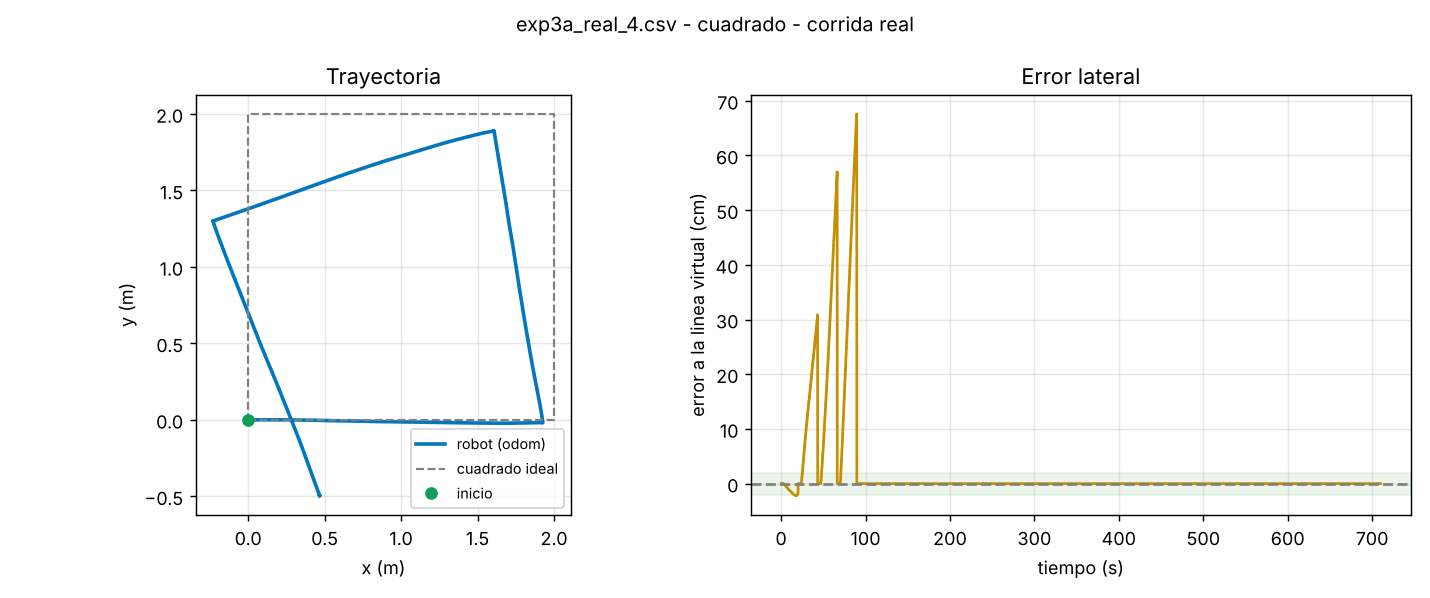 exp3a_real_4.csv - cuadrado - corrida real
Trayectoria
2.0
1.5
1.0
0.5
0.0
−0.5
y (m)
0.0
0.5
1.0
1.5
2.0
x (m)
robot (odom)
cuadrado ideal
inicio
Error lateral
70
60
50
40
30
20
10
0
error a la linea virtual (cm)
0
100
200
300
400
500
600
700
tiempo (s)